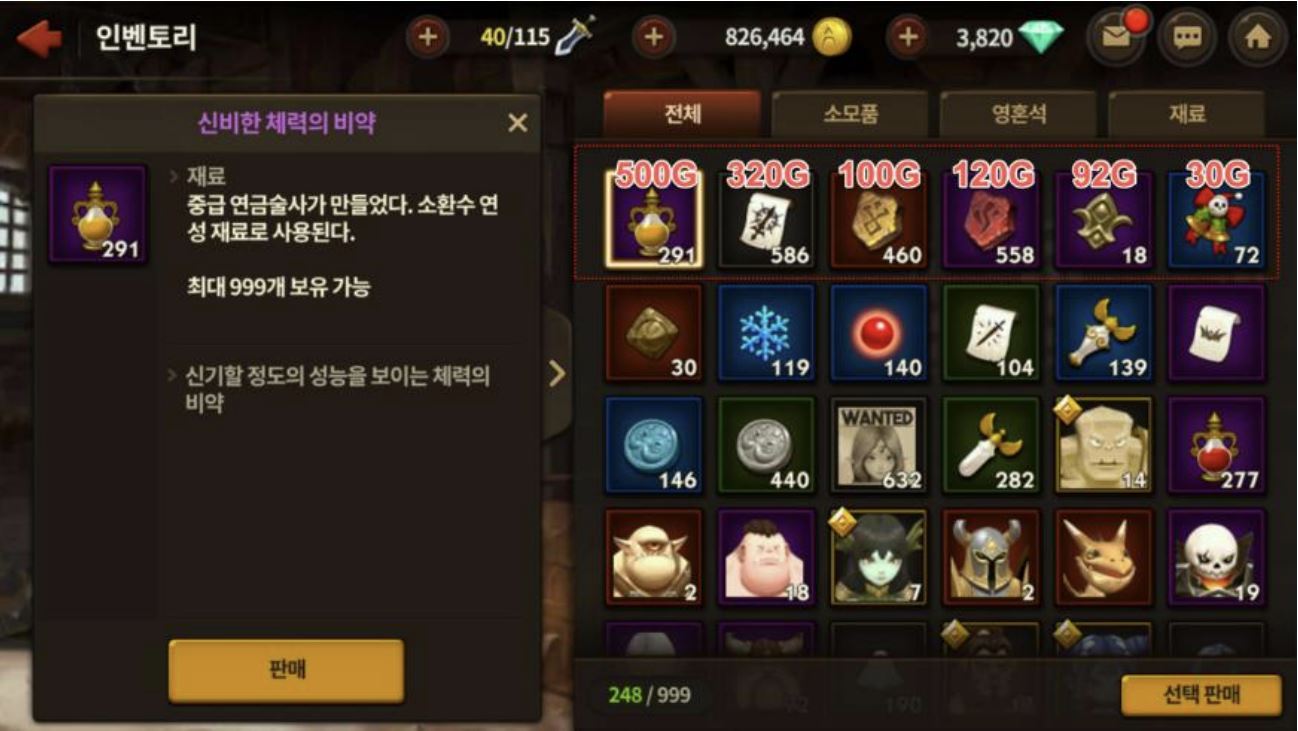 인벤토리
40/115
826,464
3,820
신비한 체력의 비약
재료
중급 연금술사가 만들었다. 소환수 연
성 재료로 사용된다.
291
최대 999개 보유 가능
신기할 정도의 성능을 보이는 체력의
비약
판매
전체 소모품 영혼석 재료
500G 320G 100G 120G 92G 30G
291 586 460 558 18 72
30 119 140 104 139
WANTED
146 440 632 282 14 277
2 18 7 2 19
190
248 / 999
선택 판매